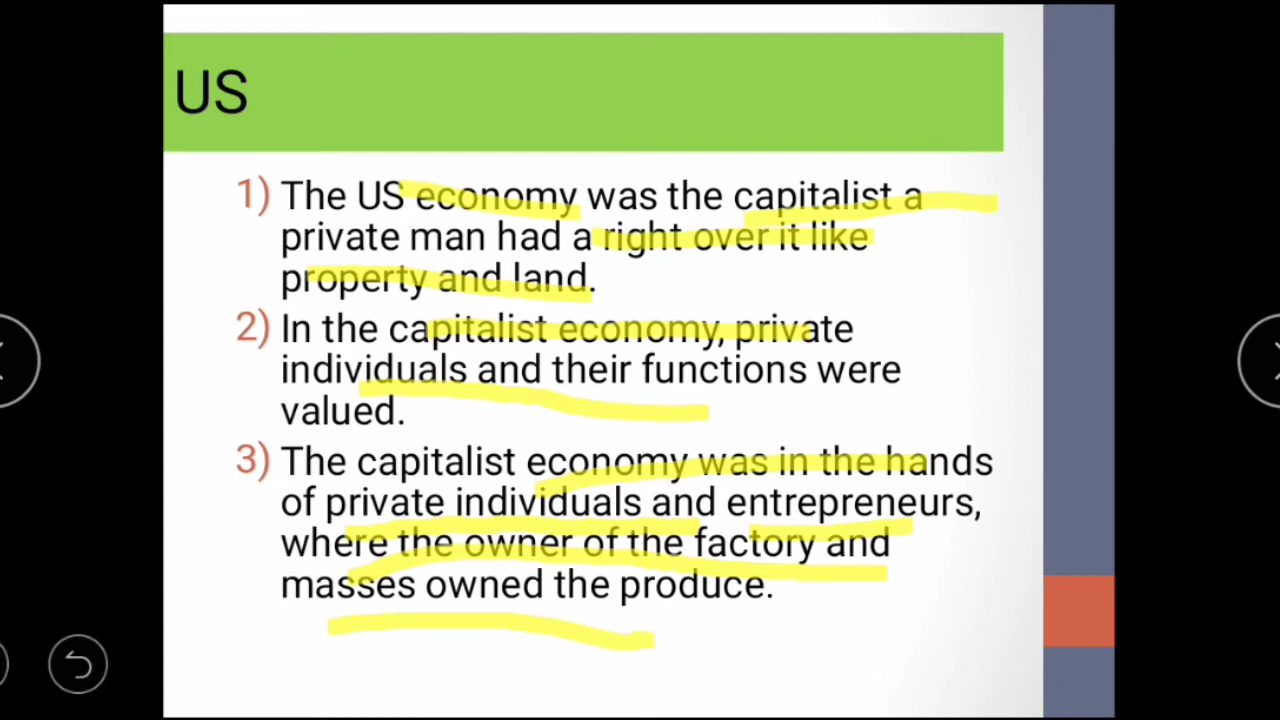 US
1) The US economy was the capitalist a
private man had a right over it like
property and land.
2) In the capitalist economy, private
individuals and their functions were
valued.
3) The capitalist economy was in the hands
of private individuals and entrepreneurs,
where the owner of the factory and
masses owned the produce.